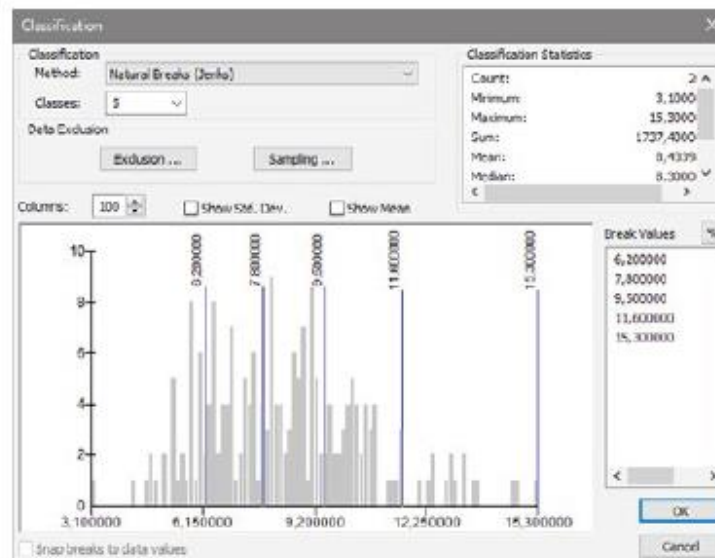 Classification
Classification
Method: Natural Breaks (Jenks)
Classes: 5
Data Exclusion
Exclusion ...
Sampling ...
Classification Statistics
Count: 2
Minimum: 3,1000
Maximum: 15,3000
Sum: 1737,4000
Mean: 8,4339
Median: 8,3000
Columns: 100
Show Std. Dev.
Show Mean
10
8
6
4
2
0
6,200000
7,800000
9,500000
11,600000
15,300000
3,100000
6,150000
9,200000
12,250000
15,300000
Break Values
%
6,200000
7,800000
9,500000
11,600000
15,300000
OK
Cancel
Snap breaks to data values